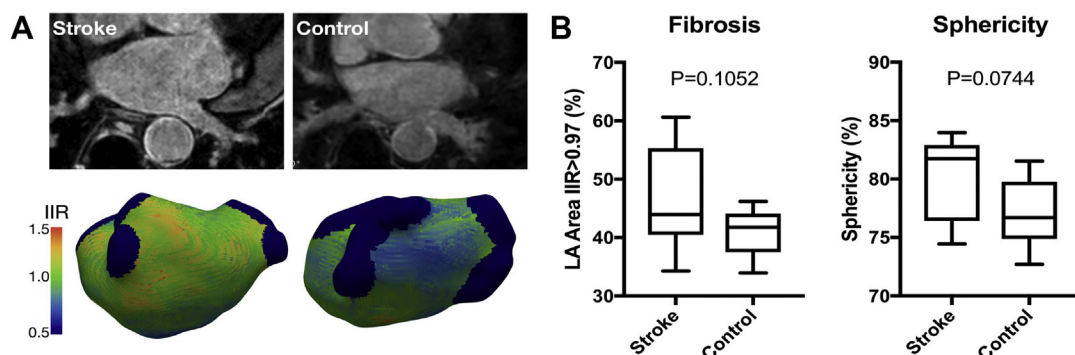 A
Stroke
Control
IIR
1.5
1.0
0.5
B
Fibrosis
LA Area IIR>0.97 (%)
70
60
50
40
30
P=0.1052
Stroke
Control
Sphericity
Sphericity (%)
90
85
80
75
70
P=0.0744
Stroke
Control